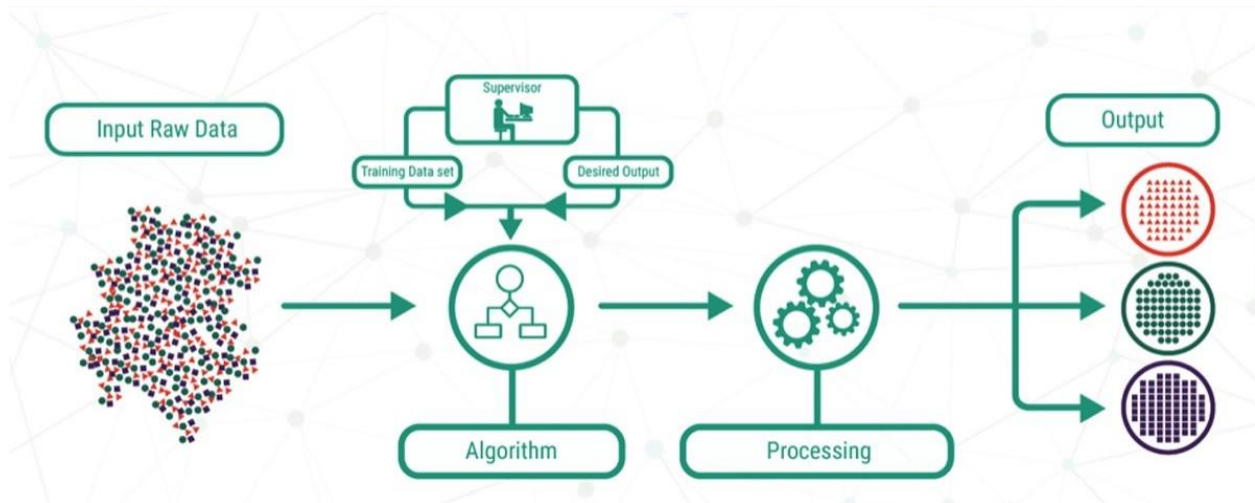 Supervisor
Input Raw Data
Output
Training Data set
Desired Output
Algorithm
Processing